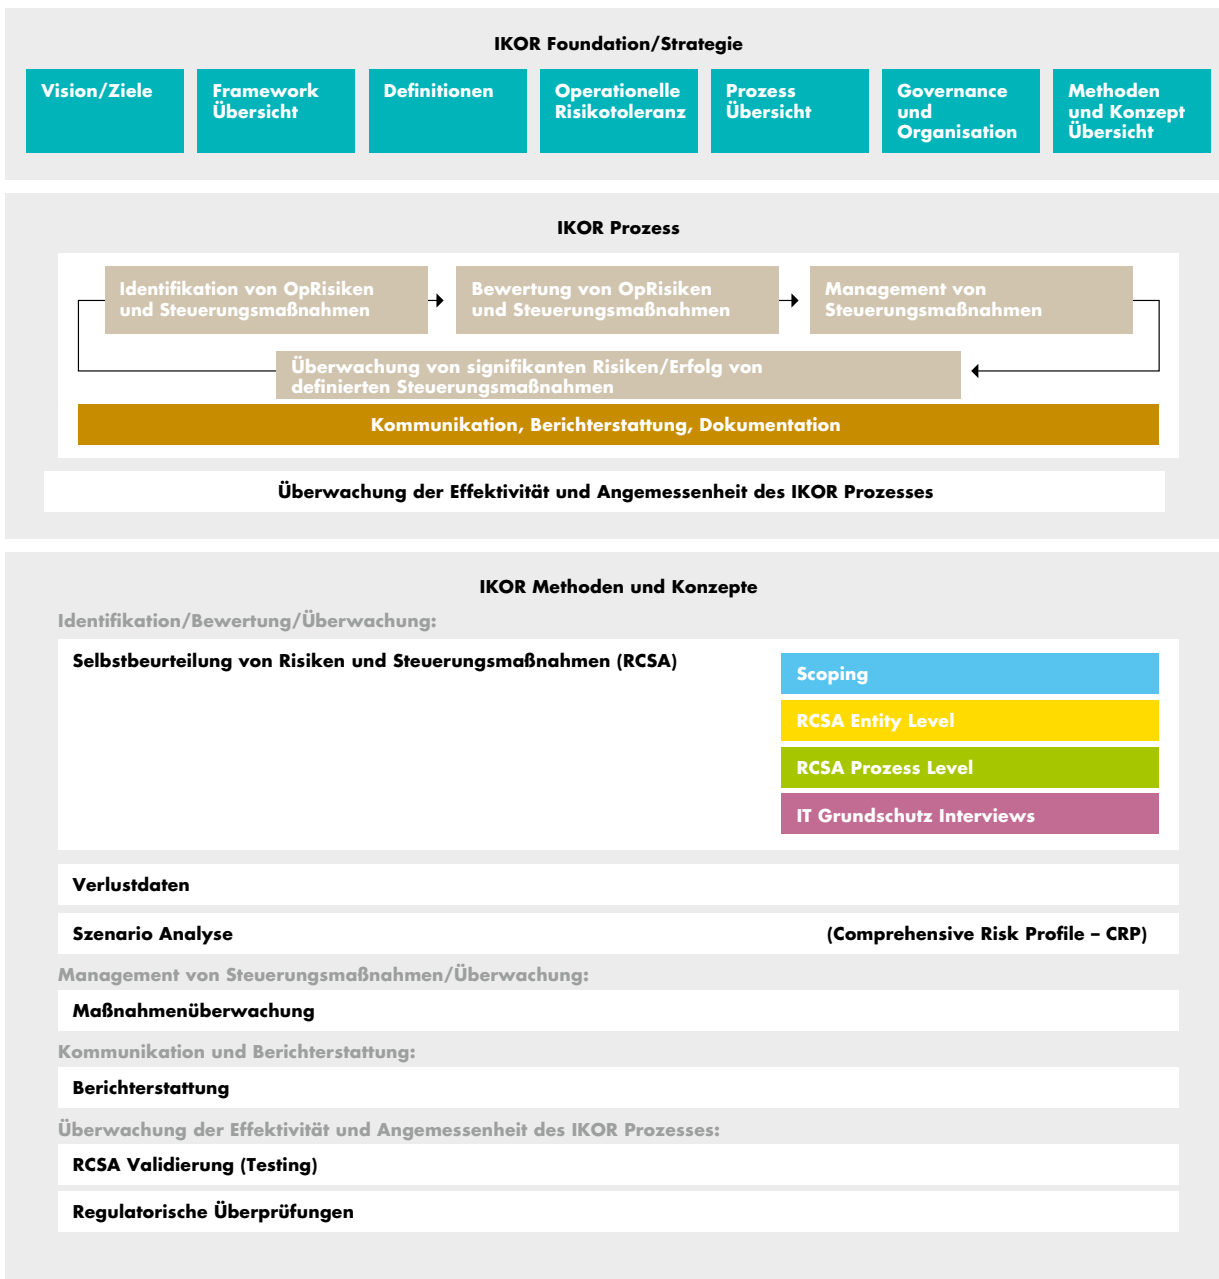 IKOR Foundation/Strategie
Vision/Ziele
Framework
Übersicht
Definitionen
Operationelle
Risikotoleranz
Prozess
Übersicht
Governance
und
Organisation
Methoden
und Konzept
Übersicht
IKOR Prozess
Identifikation von OpRisiken
und Steuerungsmaßnahmen
Bewertung von OpRisiken
und Steuerungsmaßnahmen
Management von
Steuerungsmaßnahmen
Überwachung von signifikanten Risiken/Erfolg von
definierten Steuerungsmaßnahmen
Kommunikation, Berichterstattung, Dokumentation
Überwachung der Effektivität und Angemessenheit des IKOR Prozesses
IKOR Methoden und Konzepte
Identifikation/Bewertung/Überwachung:
Selbstbeurteilung von Risiken und Steuerungsmaßnahmen (RCSA)
Scoping
RCSA Entity Level
RCSA Prozess Level
IT Grundschutz Interviews
Verlustdaten
Szenario Analyse (Comprehensive Risk Profile – CRP)
Management von Steuerungsmaßnahmen/Überwachung:
Maßnahmenüberwachung
Kommunikation und Berichterstattung:
Berichterstattung
Überwachung der Effektivität und Angemessenheit des IKOR Prozesses:
RCSA Validierung (Testing)
Regulatorische Überprüfungen